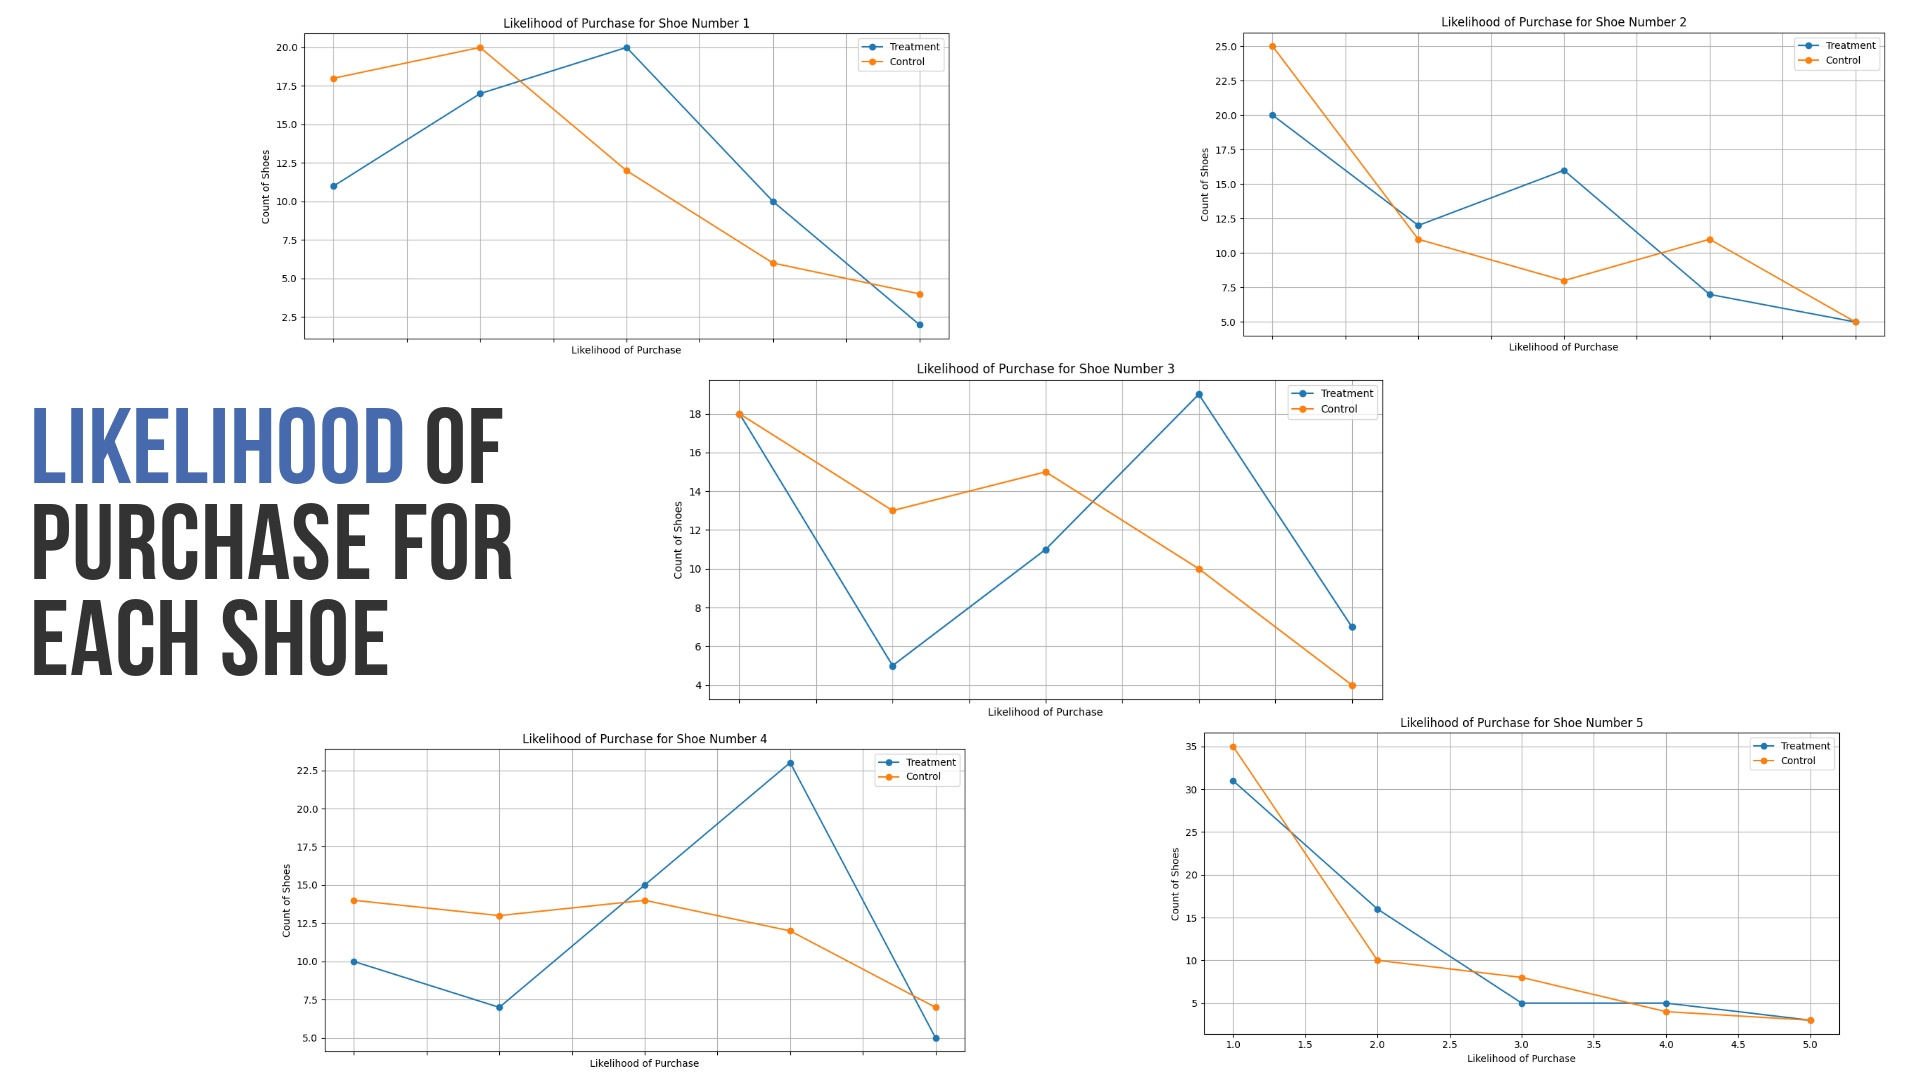 Likelihood of Purchase for Shoe Number 1
20.0
17.5
15.0
12.5
10.0
7.5
5.0
2.5
Count of Shoes
Treatment
Control
Likelihood of Purchase
Likelihood of Purchase for Shoe Number 2
25.0
22.5
20.0
17.5
15.0
12.5
10.0
7.5
5.0
Count of Shoes
Treatment
Control
Likelihood of Purchase
LIKELIHOOD OF
PURCHASE FOR
EACH SHOE
Likelihood of Purchase for Shoe Number 3
18
16
14
12
10
8
6
4
Count of Shoes
Treatment
Control
Likelihood of Purchase
Likelihood of Purchase for Shoe Number 4
22.5
20.0
17.5
15.0
12.5
10.0
7.5
5.0
Count of Shoes
Treatment
Control
Likelihood of Purchase
Likelihood of Purchase for Shoe Number 5
35
30
25
20
15
10
5
Count of Shoes
Treatment
Control
1.0 1.5 2.0 2.5 3.0 3.5 4.0 4.5 5.0
Likelihood of Purchase